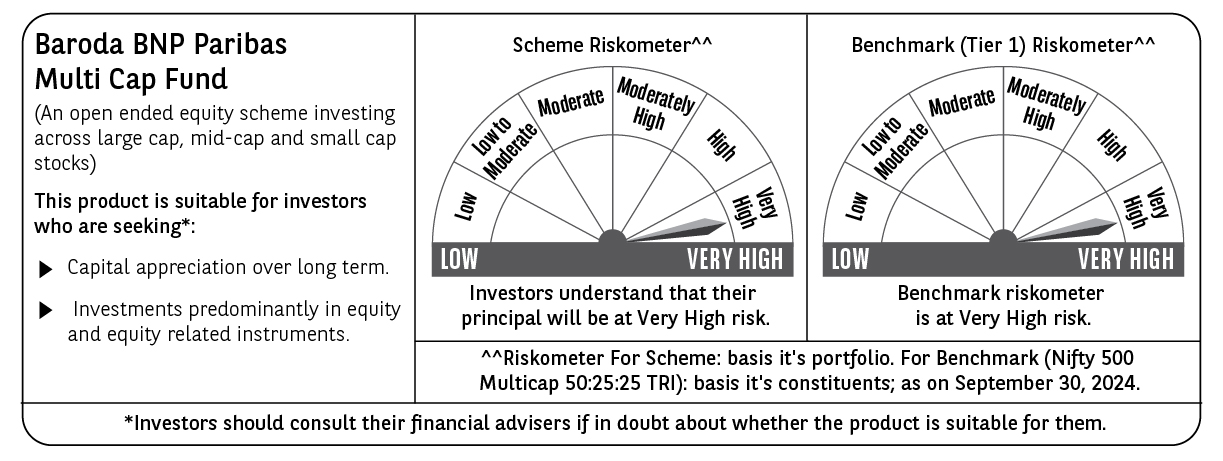 Baroda BNP Paribas
Multi Cap Fund
(An open ended equity scheme investing
across large cap, mid-cap and small cap
stocks)
This product is suitable for investors
who are seeking*:
Capital appreciation over long term.
Investments predominantly in equity
and equity related instruments.
Scheme Riskometer^^
Low
Low to
Moderate
Moderate
Moderately
High
High
Very
High
LOW
VERY HIGH
Investors understand that their
principal will be at Very High risk.
Benchmark (Tier 1) Riskometer^^
Low
Low to
Moderate
Moderate
Moderately
High
High
Very
High
LOW
VERY HIGH
Benchmark riskometer
is at Very High risk.
^^Riskometer For Scheme: basis it's portfolio. For Benchmark (Nifty 500
Multicap 50:25:25 TRI): basis it's constituents; as on September 30, 2024.
*Investors should consult their financial advisers if in doubt about whether the product is suitable for them.